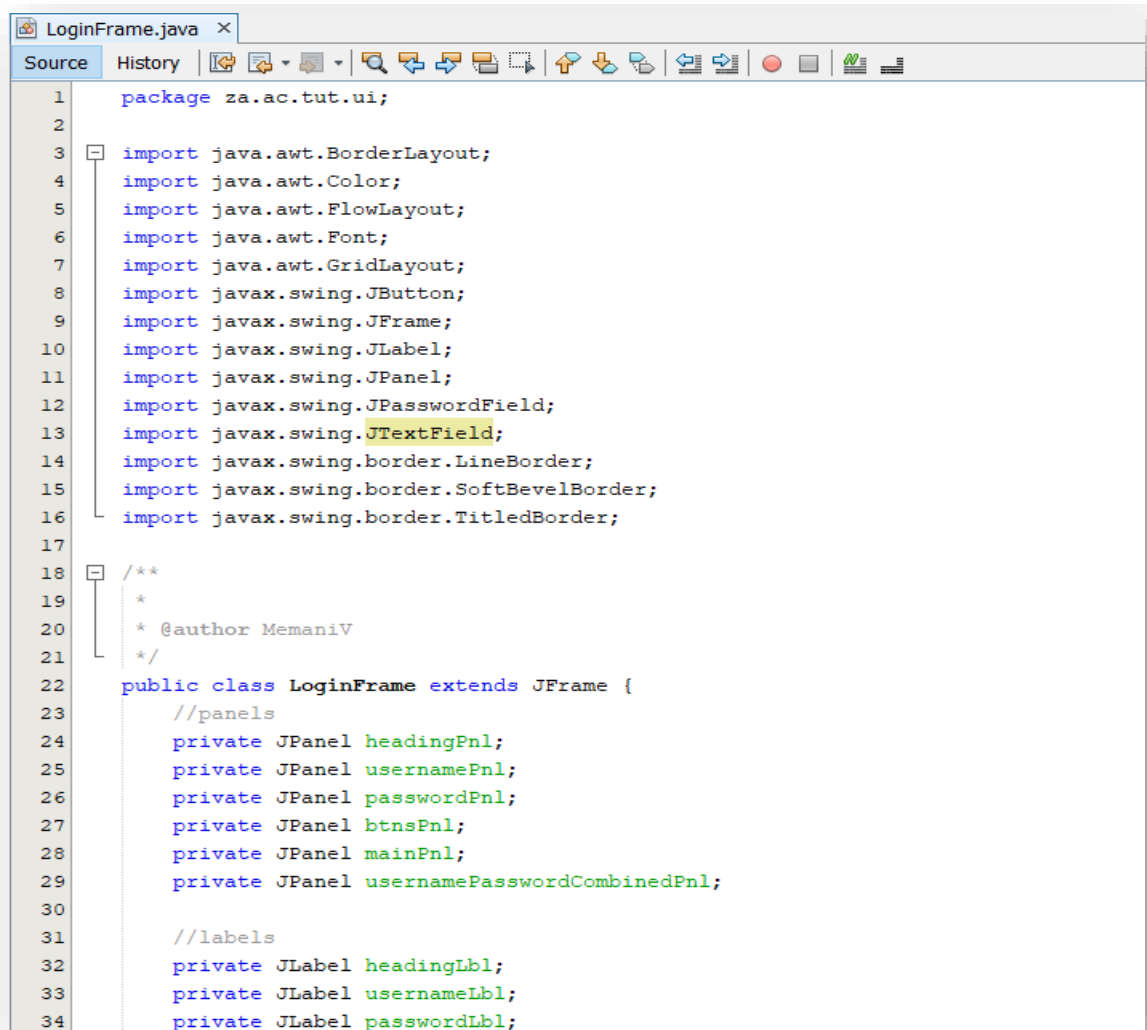 LoginFrame.java ×
Source History
1 package za.ac.tut.ui;
2
3 import java.awt.BorderLayout;
4 import java.awt.Color;
5 import java.awt.FlowLayout;
6 import java.awt.Font;
7 import java.awt.GridLayout;
8 import javax.swing.JButton;
9 import javax.swing.JFrame;
10 import javax.swing.JLabel;
11 import javax.swing.JPanel;
12 import javax.swing.JPasswordField;
13 import javax.swing.JTextField;
14 import javax.swing.border.LineBorder;
15 import javax.swing.border.SoftBevelBorder;
16 import javax.swing.border.TitledBorder;
17
18 /**
19 *
20 * @author MemaniV
21 */
22 public class LoginFrame extends JFrame {
23 //panels
24 private JPanel headingPnl;
25 private JPanel usernamePnl;
26 private JPanel passwordPnl;
27 private JPanel btnsPnl;
28 private JPanel mainPnl;
29 private JPanel usernamePasswordCombinedPnl;
30
31 //labels
32 private JLabel headingLbl;
33 private JLabel usernameLbl;
34 private JLabel passwordLbl;